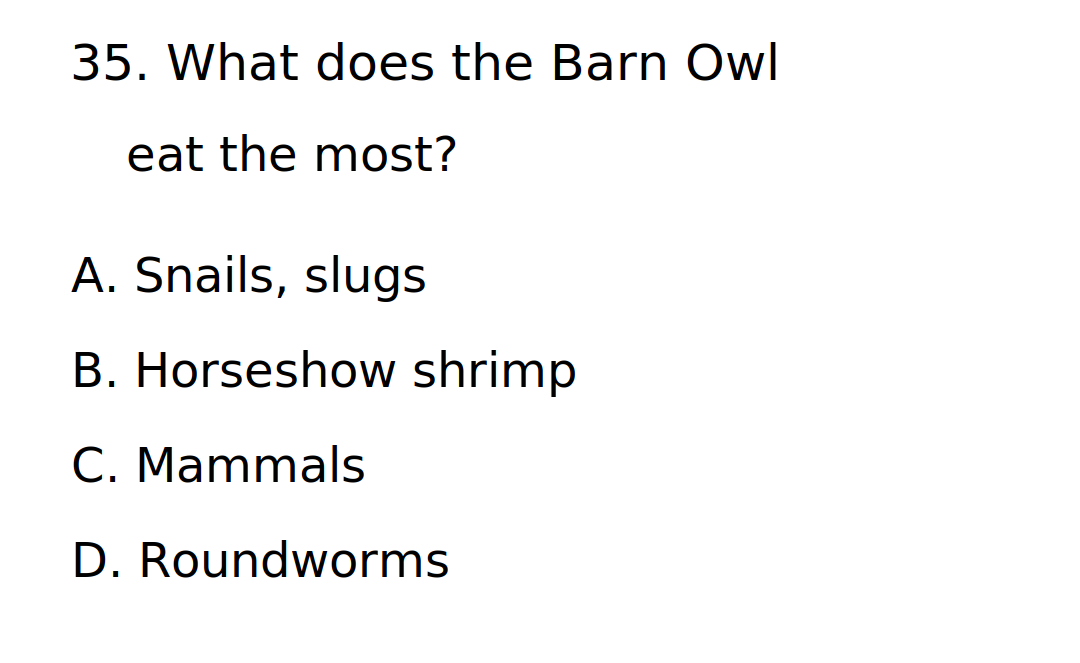 35. What does the Barn Owl
eat the most?
A. Snails, slugs
B. Horseshow shrimp
C. Mammals
D. Roundworms